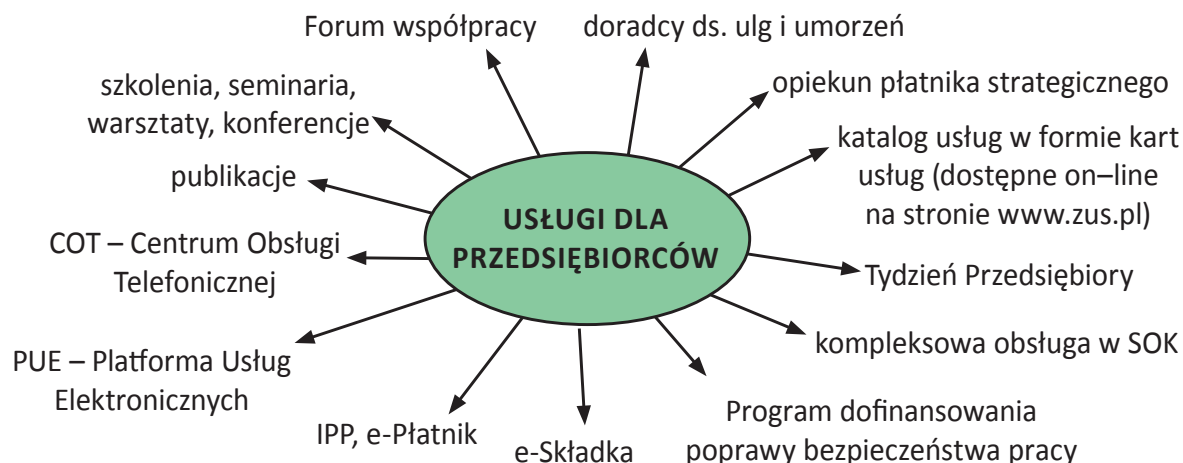 Forum współpracy
doradcy ds. ulg i umorzeń
szkolenia, seminaria,
warsztaty, konferencje
opiekun płatnika strategicznego
katalog usług w formie kart
usług (dostępne on–line
na stronie www.zus.pl)
publikacje
USŁUGI DLA
PRZEDSIĘBIORCÓW
COT – Centrum Obsługi
Telefonicznej
Tydzień Przedsiębiory
kompleksowa obsługa w SOK
PUE – Platforma Usług
Elektronicznych
IPP, e-Płatnik
e-Składka
Program dofinansowania
poprawy bezpieczeństwa pracy